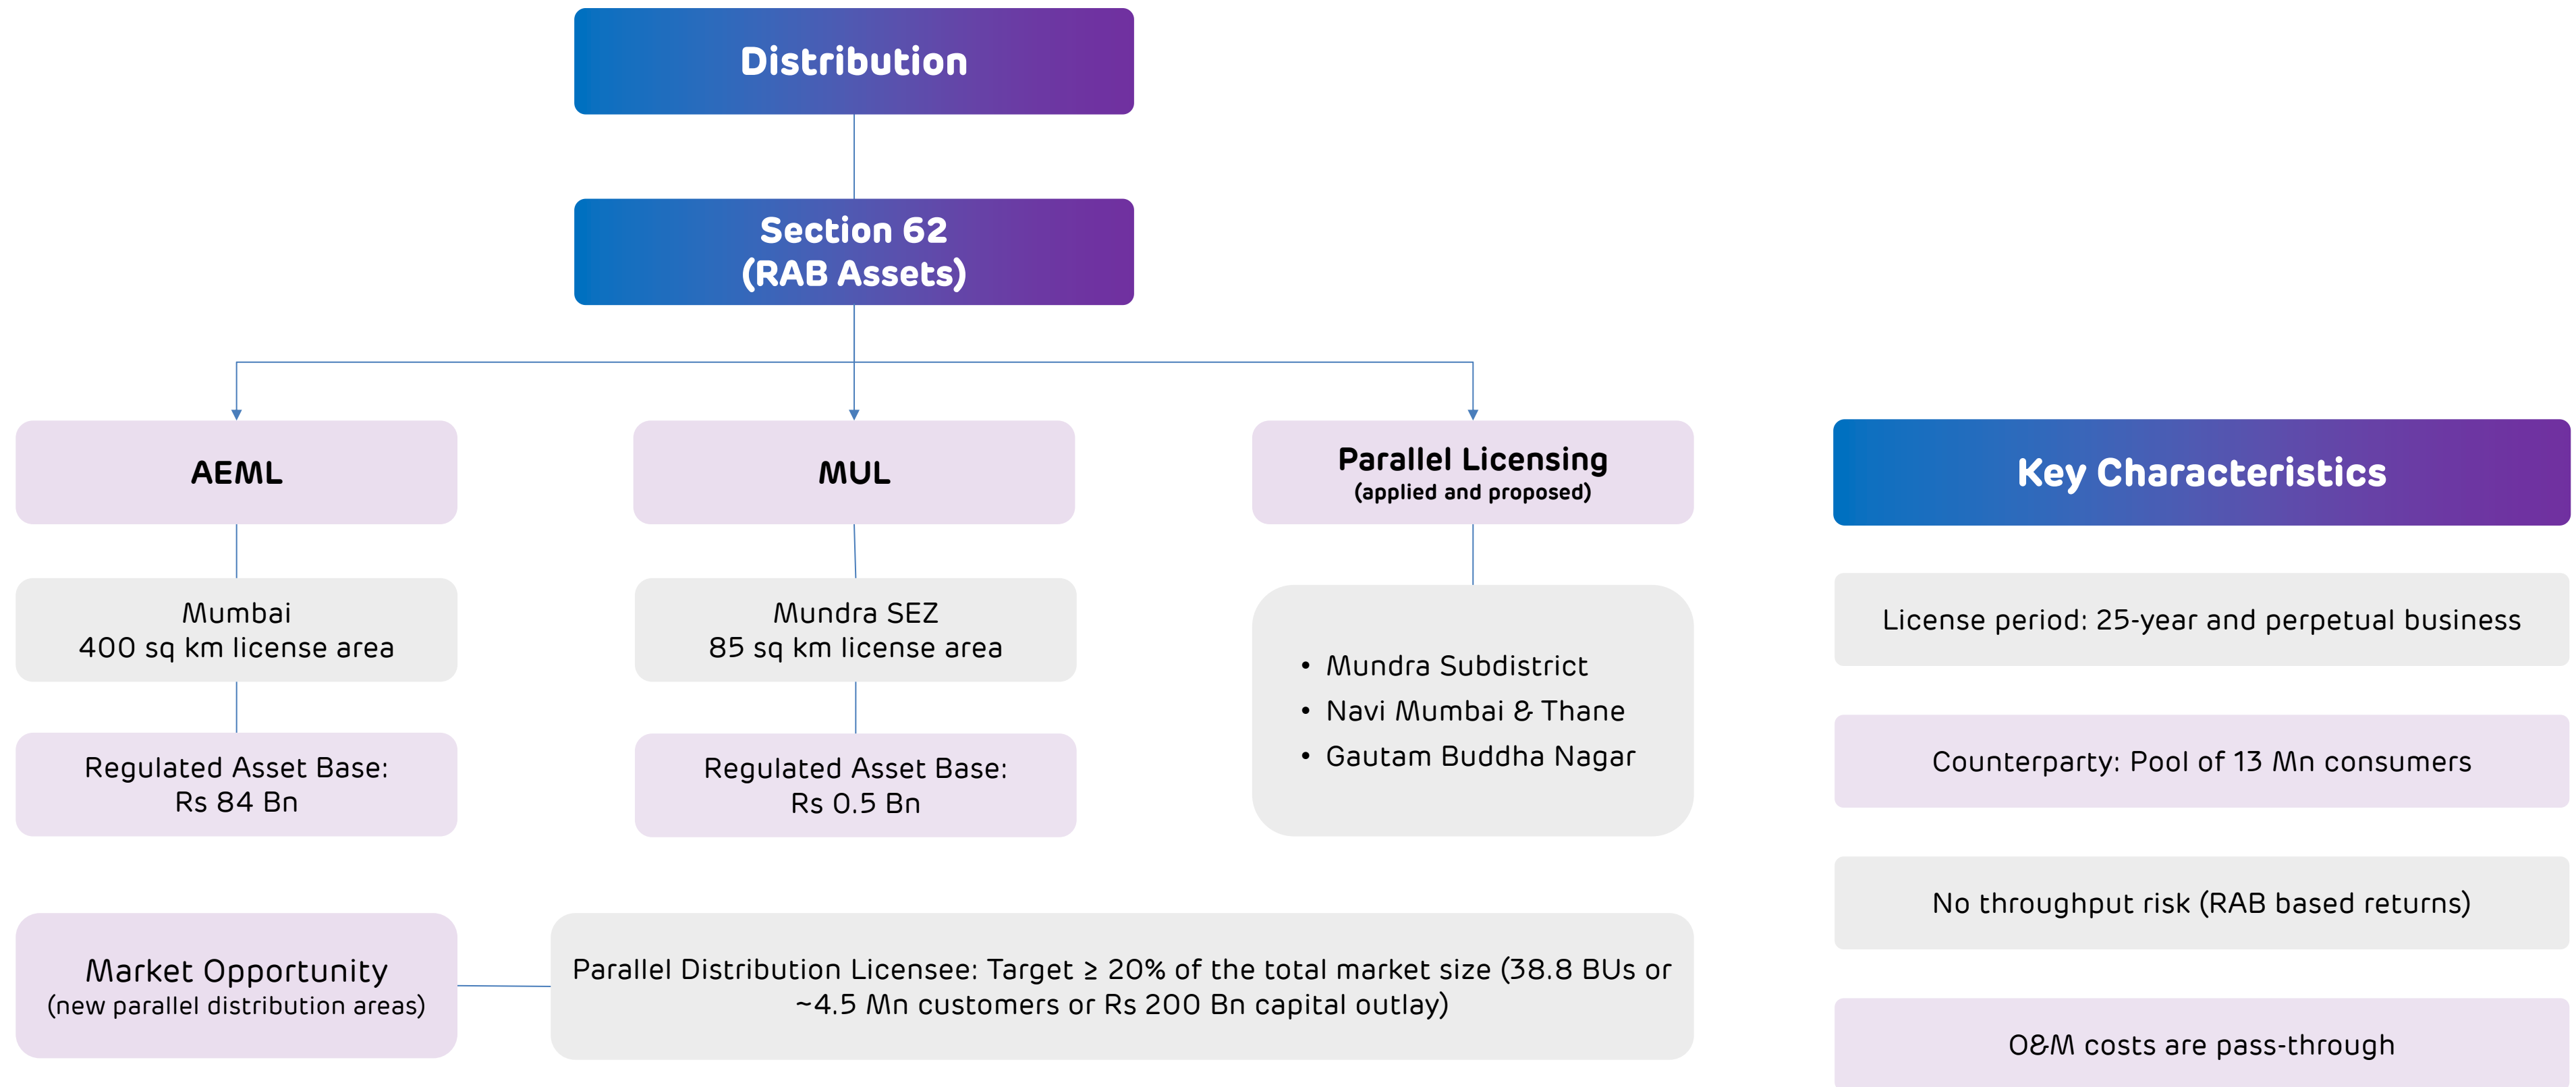 Distribution
Section 62
(RAB Assets)
AEML
MUL
Parallel Licensing
(applied and proposed)
Mumbai
400 sq km license area
Mundra SEZ
85 sq km license area
• Mundra Subdistrict
• Navi Mumbai & Thane
• Gautam Buddha Nagar
Regulated Asset Base:
Rs 84 Bn
Regulated Asset Base:
Rs 0.5 Bn
Market Opportunity
(new parallel distribution areas)
Parallel Distribution Licensee: Target ≥ 20% of the total market size (38.8 BUs or
~4.5 Mn customers or Rs 200 Bn capital outlay)
Key Characteristics
License period: 25-year and perpetual business
Counterparty: Pool of 13 Mn consumers
No throughput risk (RAB based returns)
O&M costs are pass-through